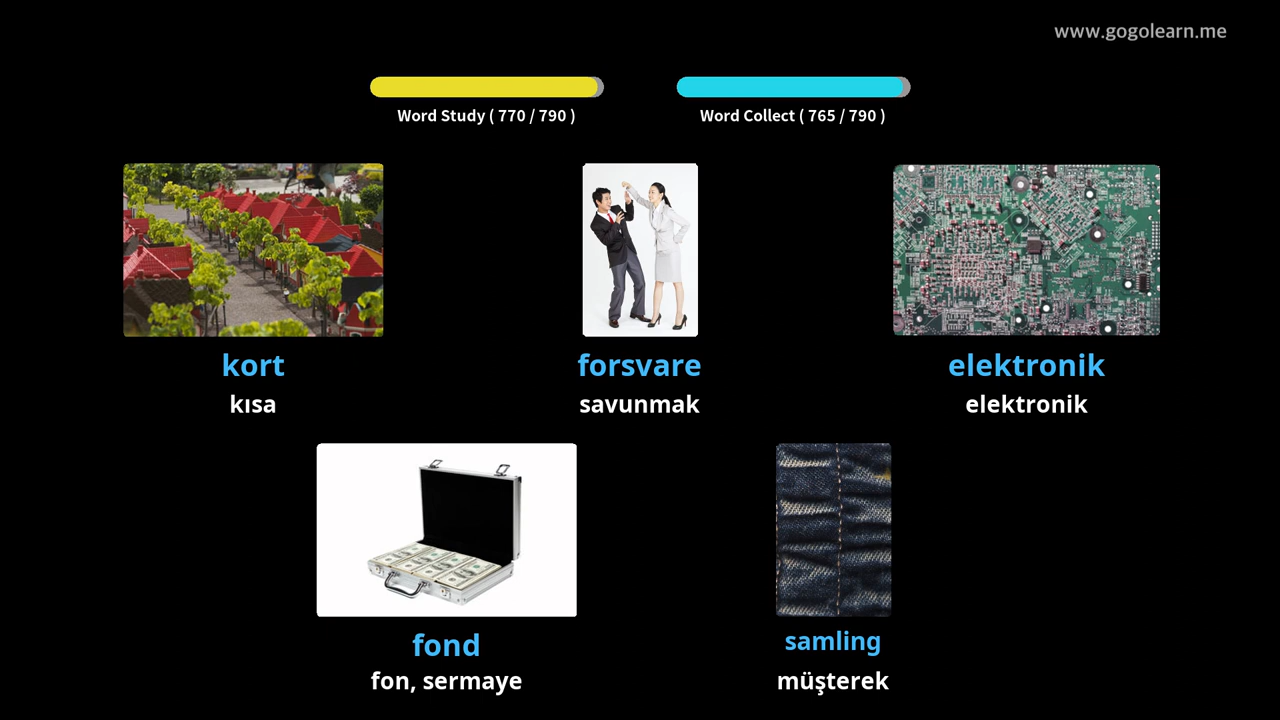 www.gogolearn.me
Word Study ( 770 / 790 )
Word Collect ( 765 / 790 )
kort
forsvare
elektronik
kısa
savunmak
elektronik
fond
samling
fon, sermaye
müşterek